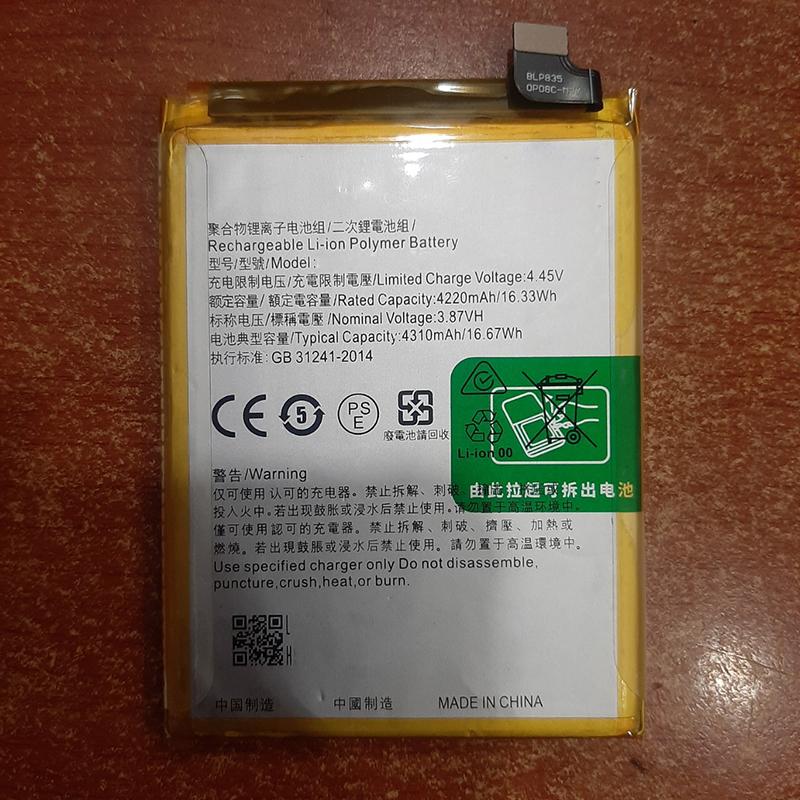 BLP835
OP08C-
聚合物锂离子电池组/二次鋰電池組/
Rechargeable Li-ion Polymer Battery
型号/型號/Model:
充电限制电压/充電限制電壓/Limited Charge Voltage:4.45V
额定容量/ 額定電容量/Rated Capacity:4220mAh/16.33Wh
标称电压/標稱電壓 /Nominal Voltage:3.87VH
电池典型容量/Typical Capacity:4310mAh/16.67Wh
执行标准: GB 31241-2014
CE
5
PS
E
廢電池請回收
Li-ion 00
由此拉起可拆出电池
警告/Warning
仅可使用 认可的充电器。禁止拆解、刺破、
投入火中。若出现鼓胀或浸水后禁止使用。请勿置于高温环境中。
僅可使用認可的充電器。禁止拆解、刺破、擠壓、加熱或
燃燒。若出現鼓脹或浸水后禁止使用。 請勿置于高溫環境中。
Use specified charger only Do not disassemble,
puncture,crush,heat,or burn.
L
H
中国制造 中國制造 MADE IN CHINA